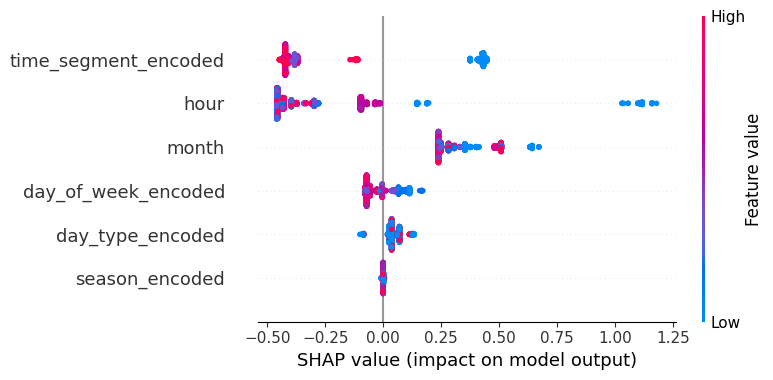 High
time_segment_encoded
hour
month
day_of_week_encoded
day_type_encoded
season_encoded
Feature value
Low
−0.50 −0.25 0.00 0.25 0.50 0.75 1.00 1.25
SHAP value (impact on model output)